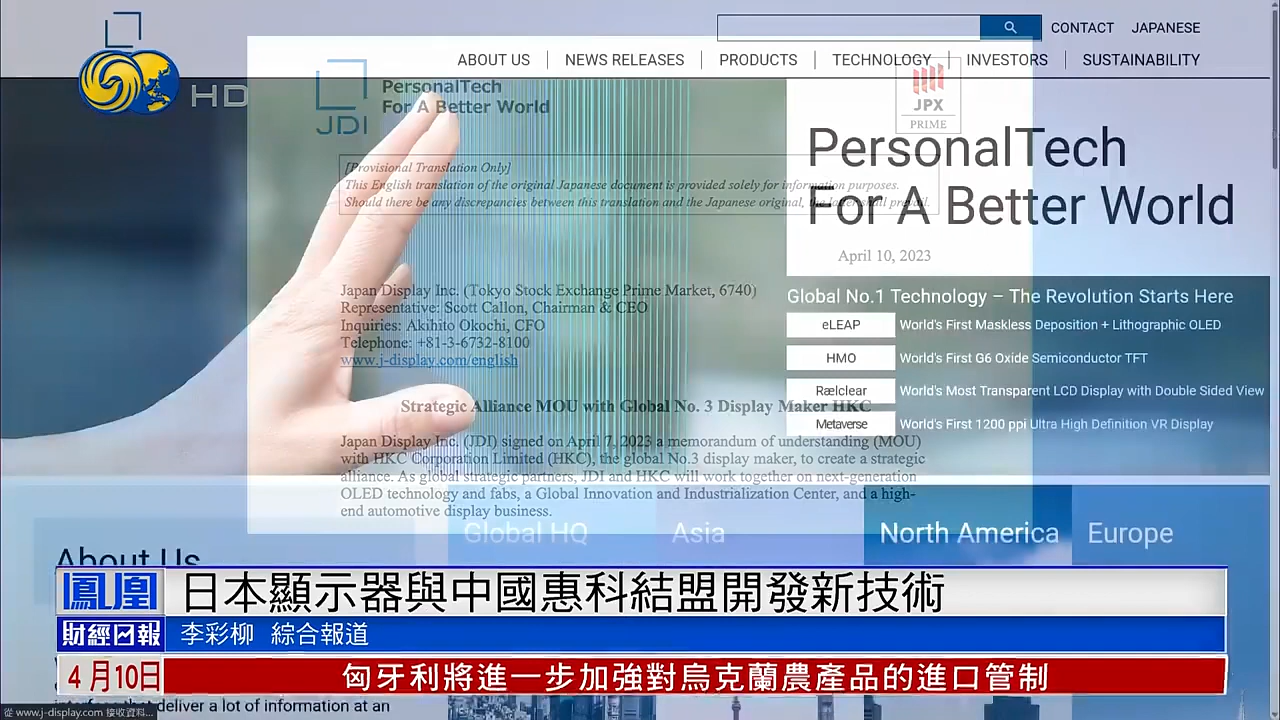 CONTACT JAPANESE
ABOUT US NEWS RELEASES PRODUCTS TECHNOLOGY INVESTORS SUSTAINABILITY
HD
JDI
PersonalTech
For A Better World
JPX
PRIME
PersonalTech
For A Better World
[Provisional Translation Only]
This English translation of the original Japanese document is provided solely for information purposes.
Should there be any discrepancies between this translation and the Japanese original, the latter shall prevail.
April 10, 2023
Japan Display Inc. (Tokyo Stock Exchange Prime Market, 6740)
Representative: Scott Callon, Chairman & CEO
Inquiries: Akihito Okochi, CFO
Telephone: +81-3-6732-8100
www.j-display.com/english
Global No.1 Technology – The Revolution Starts Here
eLEAP World's First Maskless Deposition + Lithographic OLED
HMO World's First G6 Oxide Semiconductor TFT
Rælclear World's Most Transparent LCD Display with Double Sided View
Metaverse World's First 1200 ppi Ultra High Definition VR Display
Strategic Alliance MOU with Global No. 3 Display Maker HKC
Japan Display Inc. (JDI) signed on April 7, 2023 a memorandum of understanding (MOU)
with HKC Corporation Limited (HKC), the global No.3 display maker, to create a strategic
alliance. As global strategic partners, JDI and HKC will work together on next-generation
OLED technology and fabs, a Global Innovation and Industrialization Center, and a high-
end automotive display business.
Global HQ Asia North America Europe
About Us
鳳凰 日本顯示器與中國惠科結盟開發新技術
財經日報 李彩柳 綜合報道
4月10日 匈牙利將進一步加強對烏克蘭農產品的進口管制
deliver a lot of information at an
從 www.j-display.com 接收資料...